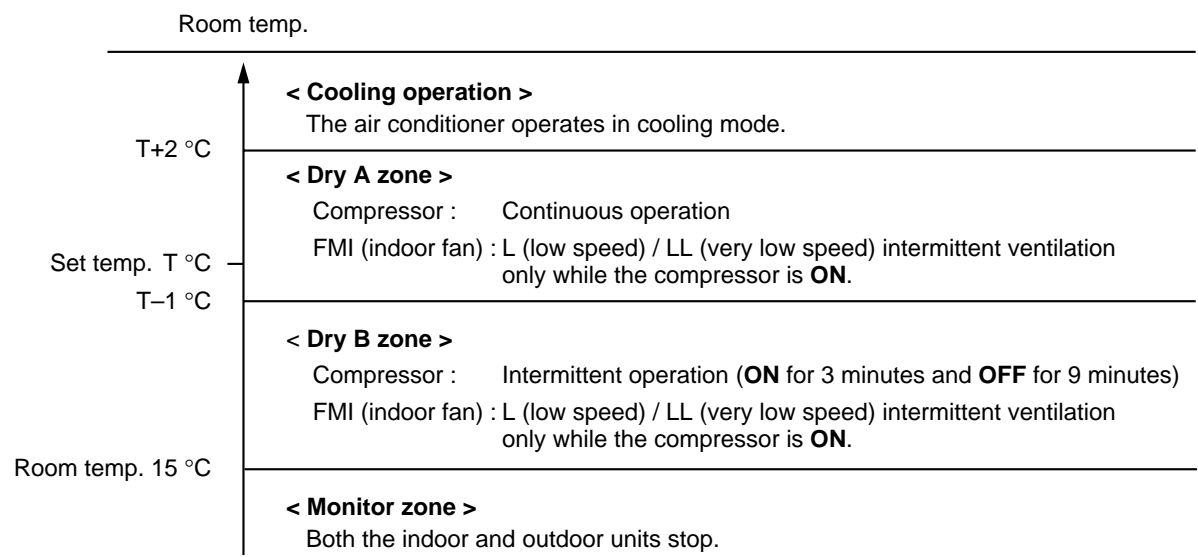 Room temp.
< Cooling operation >
The air conditioner operates in cooling mode.
T+2 °C
< Dry A zone >
Compressor : Continuous operation
FMI (indoor fan) : L (low speed) / LL (very low speed) intermittent ventilation
Set temp. T °C
only while the compressor is ON.
T–1 °C
< Dry B zone >
Compressor : Intermittent operation (ON for 3 minutes and OFF for 9 minutes)
FMI (indoor fan) : L (low speed) / LL (very low speed) intermittent ventilation
only while the compressor is ON.
Room temp. 15 °C
< Monitor zone >
Both the indoor and outdoor units stop.